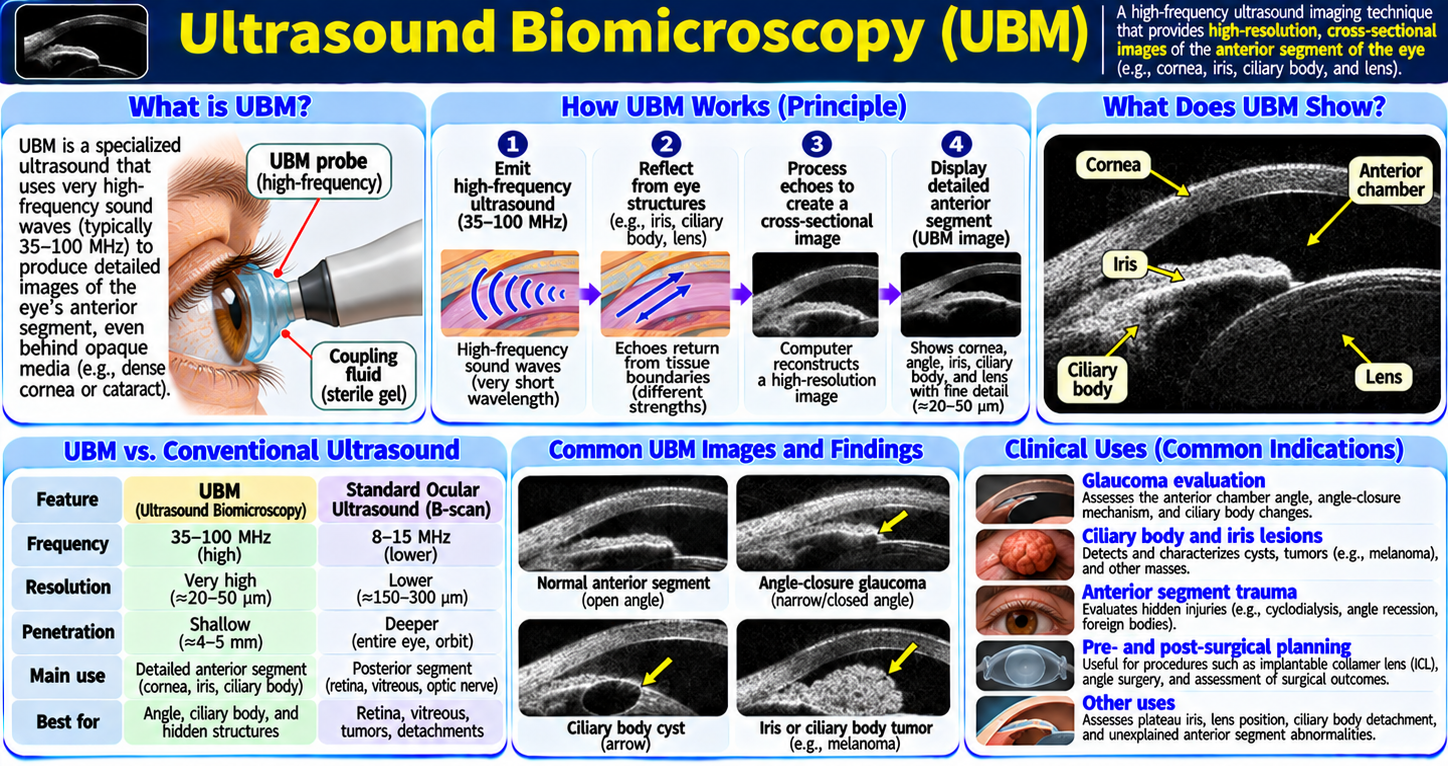 Ultrasound Biomicroscopy (UBM)
A high-frequency ultrasound imaging technique
that provides high-resolution, cross-sectional
images of the anterior segment of the eye
(e.g., cornea, iris, ciliary body, and lens).
What is UBM?
UBM is a specialized
ultrasound that
uses very high-
frequency sound
waves (typically
35–100 MHz) to
produce detailed
images of the
eye's anterior
segment, even
behind opaque
media (e.g., dense
cornea or cataract).
UBM probe
(high-frequency)
Coupling
fluid
(sterile gel)
How UBM Works (Principle)
1
Emit
high-frequency
ultrasound
(35–100 MHz)
High-frequency
sound waves
(very short
wavelength)
2
Reflect
from eye
structures
(e.g., iris, ciliary
body, lens)
Echoes return
from tissue
boundaries
(different
strengths)
3
Process
echoes to
create a
cross-sectional
image
Computer
reconstructs
a high-resolution
image
4
Display
detailed
anterior
segment
(UBM image)
Shows cornea,
angle, iris, ciliary
body, and lens
with fine detail
(≈20–50 µm)
What Does UBM Show?
Cornea
Anterior
chamber
Iris
Ciliary
body
Lens
UBM vs. Conventional Ultrasound
Feature
UBM
(Ultrasound Biomicroscopy)
Standard Ocular
Ultrasound (B-scan)
Frequency
35–100 MHz
(high)
8–15 MHz
(lower)
Resolution
Very high
(≈20–50 µm)
Lower
(≈150–300 µm)
Penetration
Shallow
(≈4–5 mm)
Deeper
(entire eye, orbit)
Main use
Detailed anterior segment
(cornea, iris, ciliary body)
Posterior segment
(retina, vitreous, optic nerve)
Best for
Angle, ciliary body, and
hidden structures
Retina, vitreous,
tumors, detachments
Common UBM Images and Findings
Normal anterior segment
(open angle)
Angle-closure glaucoma
(narrow/closed angle)
Ciliary body cyst
(arrow)
Iris or ciliary body tumor
(e.g., melanoma)
Clinical Uses (Common Indications)
Glaucoma evaluation
Assesses the anterior chamber angle, angle-closure
mechanism, and ciliary body changes.
Ciliary body and iris lesions
Detects and characterizes cysts, tumors (e.g., melanoma),
and other masses.
Anterior segment trauma
Evaluates hidden injuries (e.g., cyclodialysis, angle recession,
foreign bodies).
Pre- and post-surgical planning
Useful for procedures such as implantable collamer lens (ICL),
angle surgery, and assessment of surgical outcomes.
Other uses
Assesses plateau iris, lens position, ciliary body detachment,
and unexplained anterior segment abnormalities.